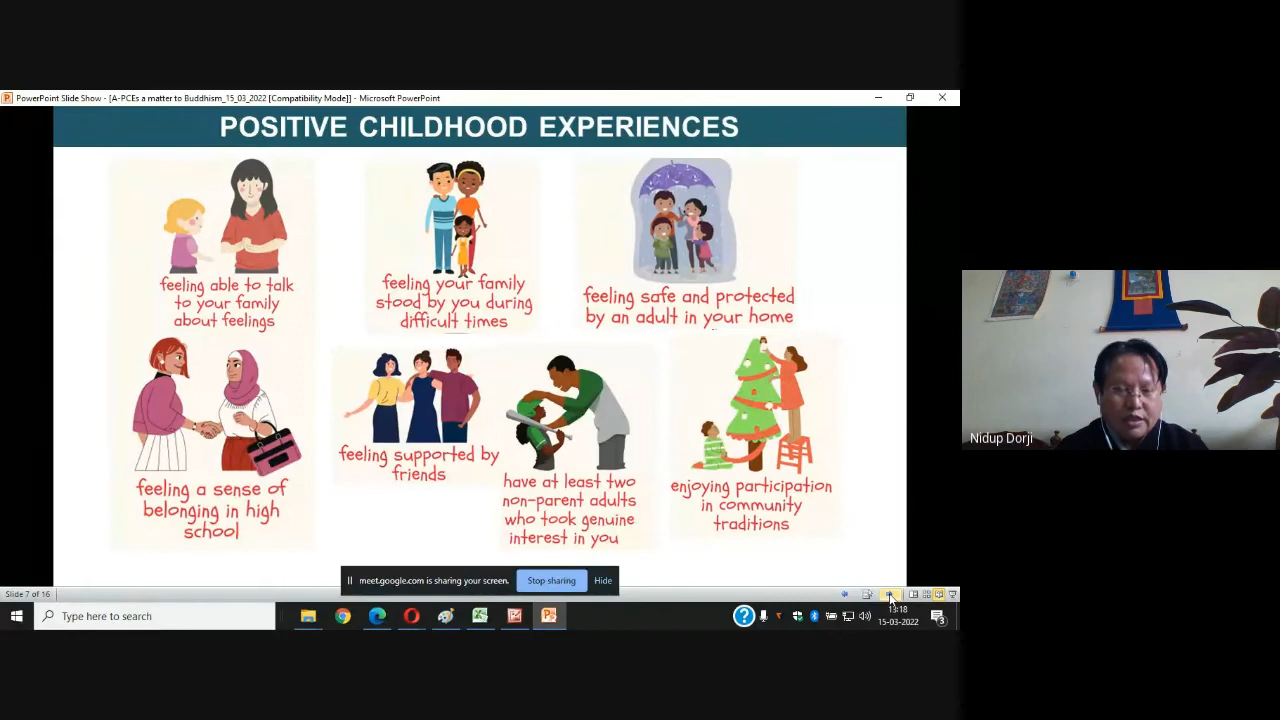 PowerPoint Slide Show - [A-PCEs a matter to Buddhism_15_03_2022 [Compatibility Mode]] - Microsoft PowerPoint
POSITIVE CHILDHOOD EXPERIENCES
feeling able to talk
to your family
about feelings
feeling your family
stood by you during
difficult times
feeling safe and protected
by an adult in your home
feeling a sense of
belonging in high
school
feeling supported by
friends
have at least two
non-parent adults
who took genuine
interest in you
enjoying participation
in community
traditions
Nidup Dorji
meet.google.com is sharing your screen.
Stop sharing
Hide
Slide 7 of 16
Type here to search
13:18
15-03-2022
3